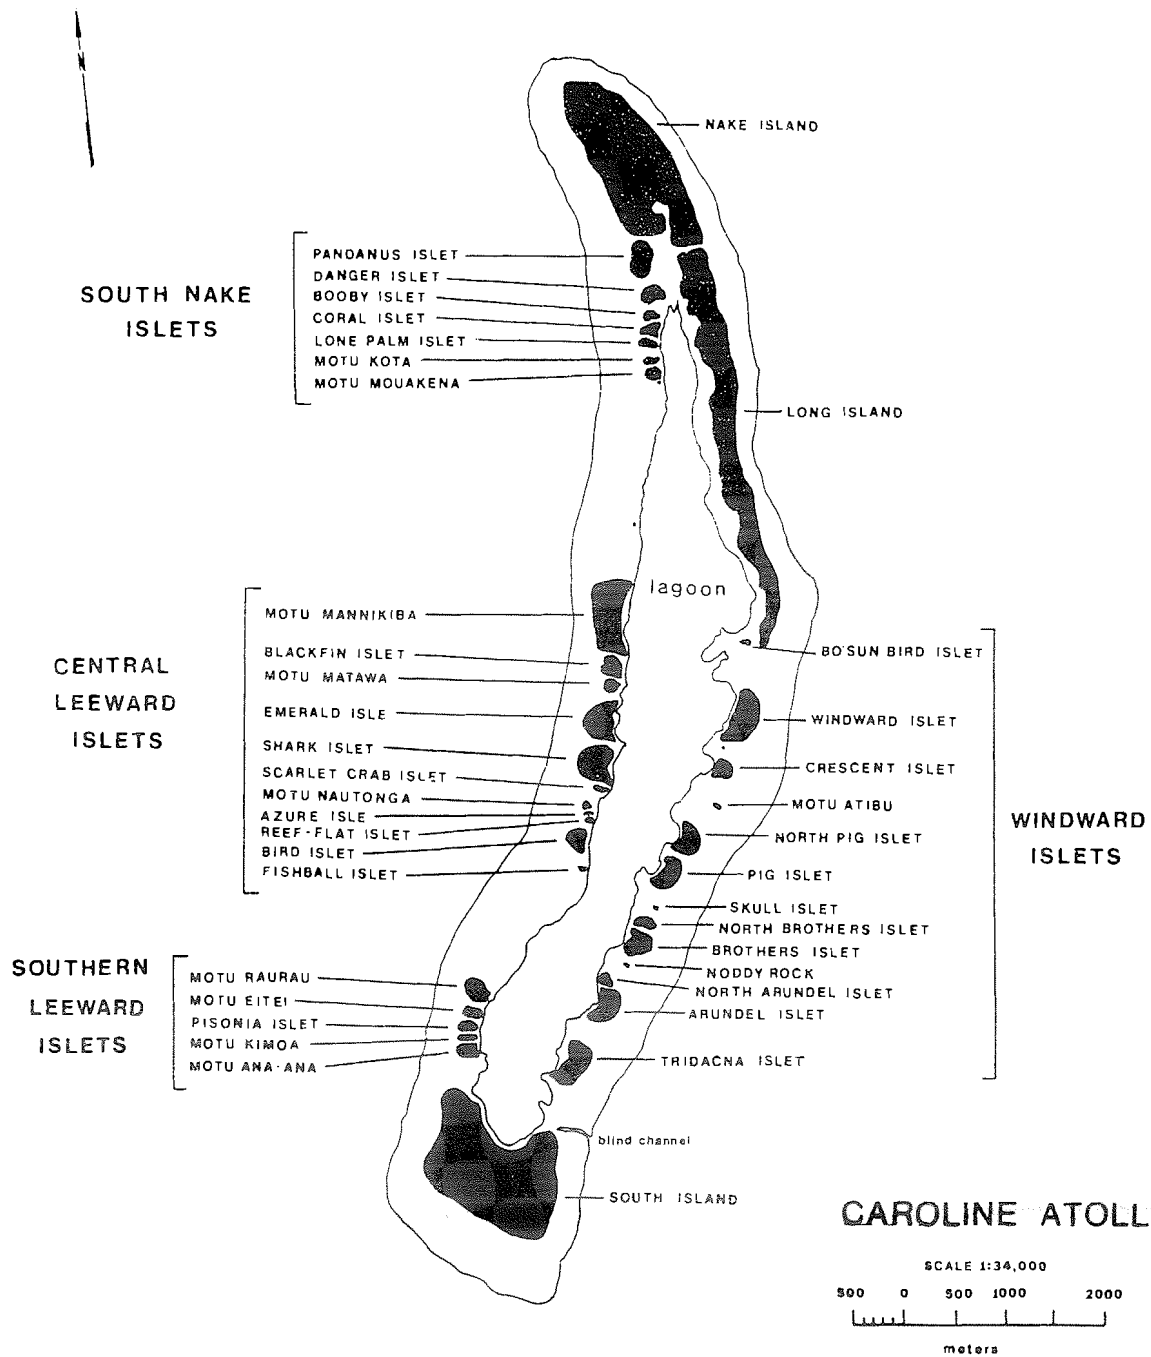 N
NAKE ISLAND
SOUTH NAKE
ISLETS
PANDANUS ISLET
DANGER ISLET
BOOBY ISLET
CORAL ISLET
LONE PALM ISLET
MOTU KOTA
MOTU MOUAKENA
LONG ISLAND
lagoon
CENTRAL
LEEWARD
ISLETS
MOTU MANNIKIBA
BLACKFIN ISLET
MOTU MATAWA
EMERALD ISLE
SHARK ISLET
SCARLET CRAB ISLET
MOTU NAUTONGA
AZURE ISLE
REEF-FLAT ISLET
BIRD ISLET
FISHBALL ISLET
BO'SUN BIRD ISLET
WINDWARD ISLET
CRESCENT ISLET
MOTU ATIBU
NORTH PIG ISLET
PIG ISLET
SKULL ISLET
NORTH BROTHERS ISLET
BROTHERS ISLET
NODDY ROCK
NORTH ARUNDEL ISLET
ARUNDEL ISLET
TRIDACNA ISLET
WINDWARD
ISLETS
SOUTHERN
LEEWARD
ISLETS
MOTU RAURAU
MOTU EITEI
PISONIA ISLET
MOTU KIMOA
MOTU ANA-ANA
blind channel
SOUTH ISLAND
CAROLINE ATOLL
SCALE 1:34,000
500 0 500 1000 2000
meters